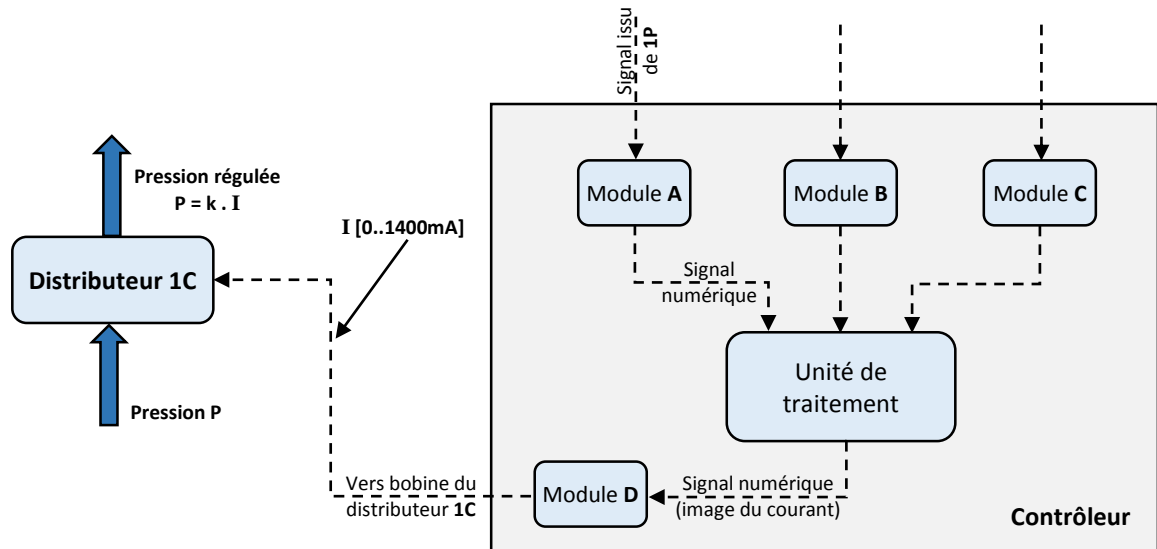 Signal issu
de 1P
Pression régulée
P = k . I
I [0..1400mA]
Module A
Module B
Module C
Distributeur 1C
Signal
numérique
Unité de
traitement
Pression P
Vers bobine du
distributeur 1C
Module D
Signal numérique
(image du courant)
Contrôleur